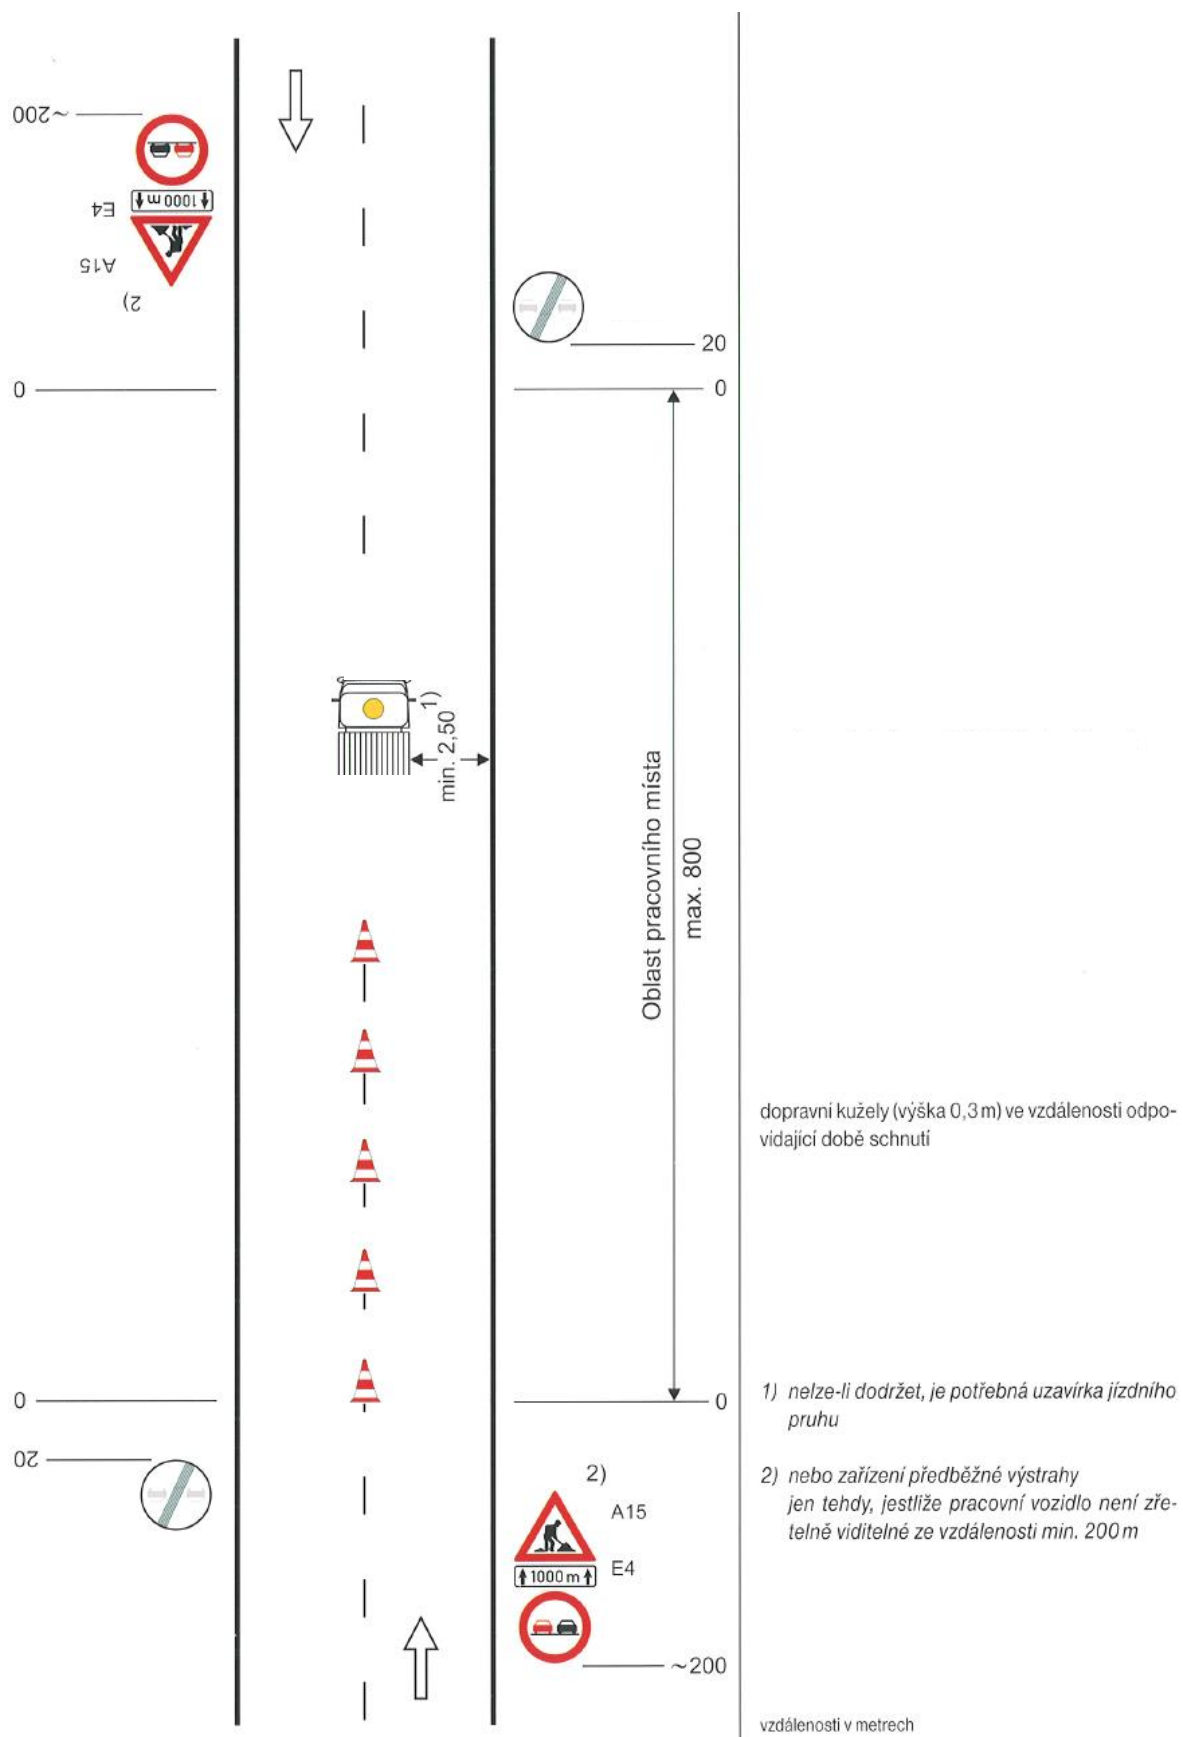 ~200
1000 m
E4
A15
2)
20
0
0
1)
min. 2,50
Oblast pracovního místa
max. 800
dopravní kužely (výška 0,3 m) ve vzdálenosti odpo-
vídající době schnutí
0
0
20
1) nelze-li dodržet, je potřebná uzavírka jízdního
pruhu
2) nebo zařízení předběžné výstrahy
jen tehdy, jestliže pracovní vozidlo není zře-
telně viditelné ze vzdálenosti min. 200 m
2)
A15
E4
1000 m
~200
vzdálenosti v metrech